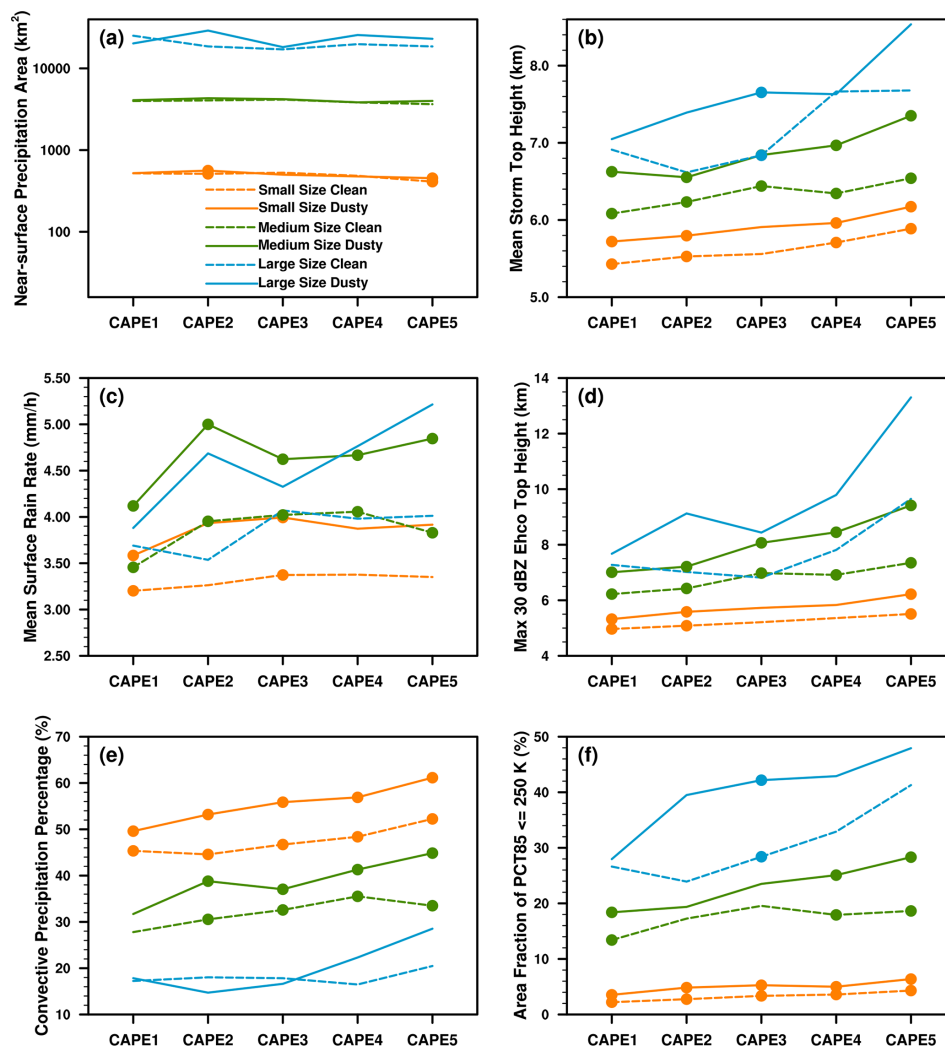 (a)
Near-surface Precipitation Area (km²)
10000
1000
100
Small Size Clean
Small Size Dusty
Medium Size Clean
Medium Size Dusty
Large Size Clean
Large Size Dusty
CAPE1 CAPE2 CAPE3 CAPE4 CAPE5
(b)
Mean Storm Top Height (km)
8.0
7.0
6.0
5.0
CAPE1 CAPE2 CAPE3 CAPE4 CAPE5
(c)
Mean Surface Rain Rate (mm/h)
5.50
5.00
4.50
4.00
3.50
3.00
2.50
CAPE1 CAPE2 CAPE3 CAPE4 CAPE5
(d)
Max 30 dBZ Ehco Top Height (km)
14
12
10
8
6
4
CAPE1 CAPE2 CAPE3 CAPE4 CAPE5
(e)
Convective Precipitation Percentage (%)
70
60
50
40
30
20
10
CAPE1 CAPE2 CAPE3 CAPE4 CAPE5
(f)
Area Fraction of PCT85 <= 250 K (%)
50
40
30
20
10
0
CAPE1 CAPE2 CAPE3 CAPE4 CAPE5